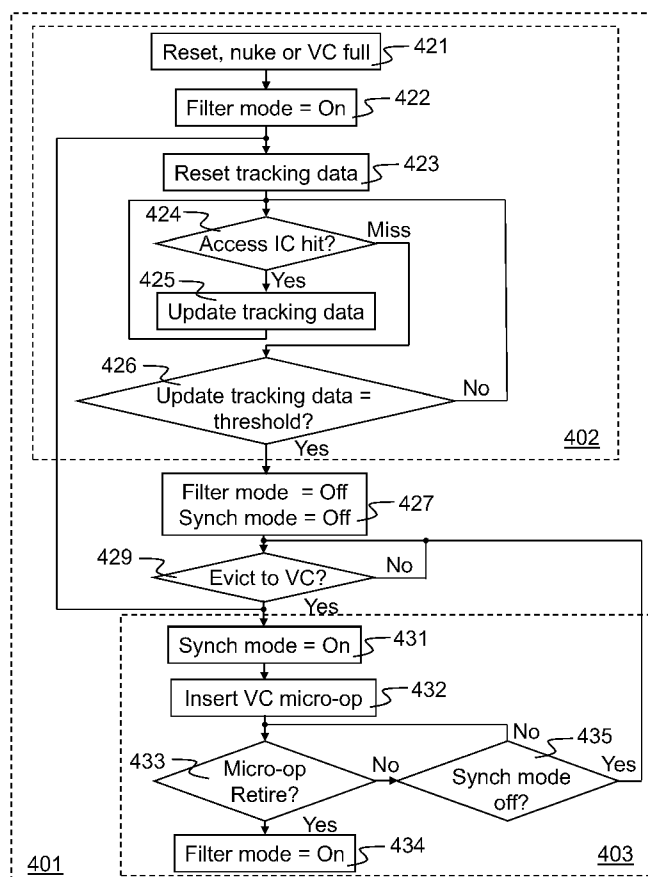 Reset, nuke or VC full
421
Filter mode = On
422
Reset tracking data
423
424
Access IC hit?
Miss
Yes
425
Update tracking data
426
Update tracking data =
threshold?
No
Yes
402
Filter mode = Off
Synch mode = Off
427
429
Evict to VC?
No
Yes
Synch mode = On
431
Insert VC micro-op
432
No
435
433
Micro-op
Retire?
No
Synch mode
off?
Yes
Yes
Filter mode = On
434
401
403